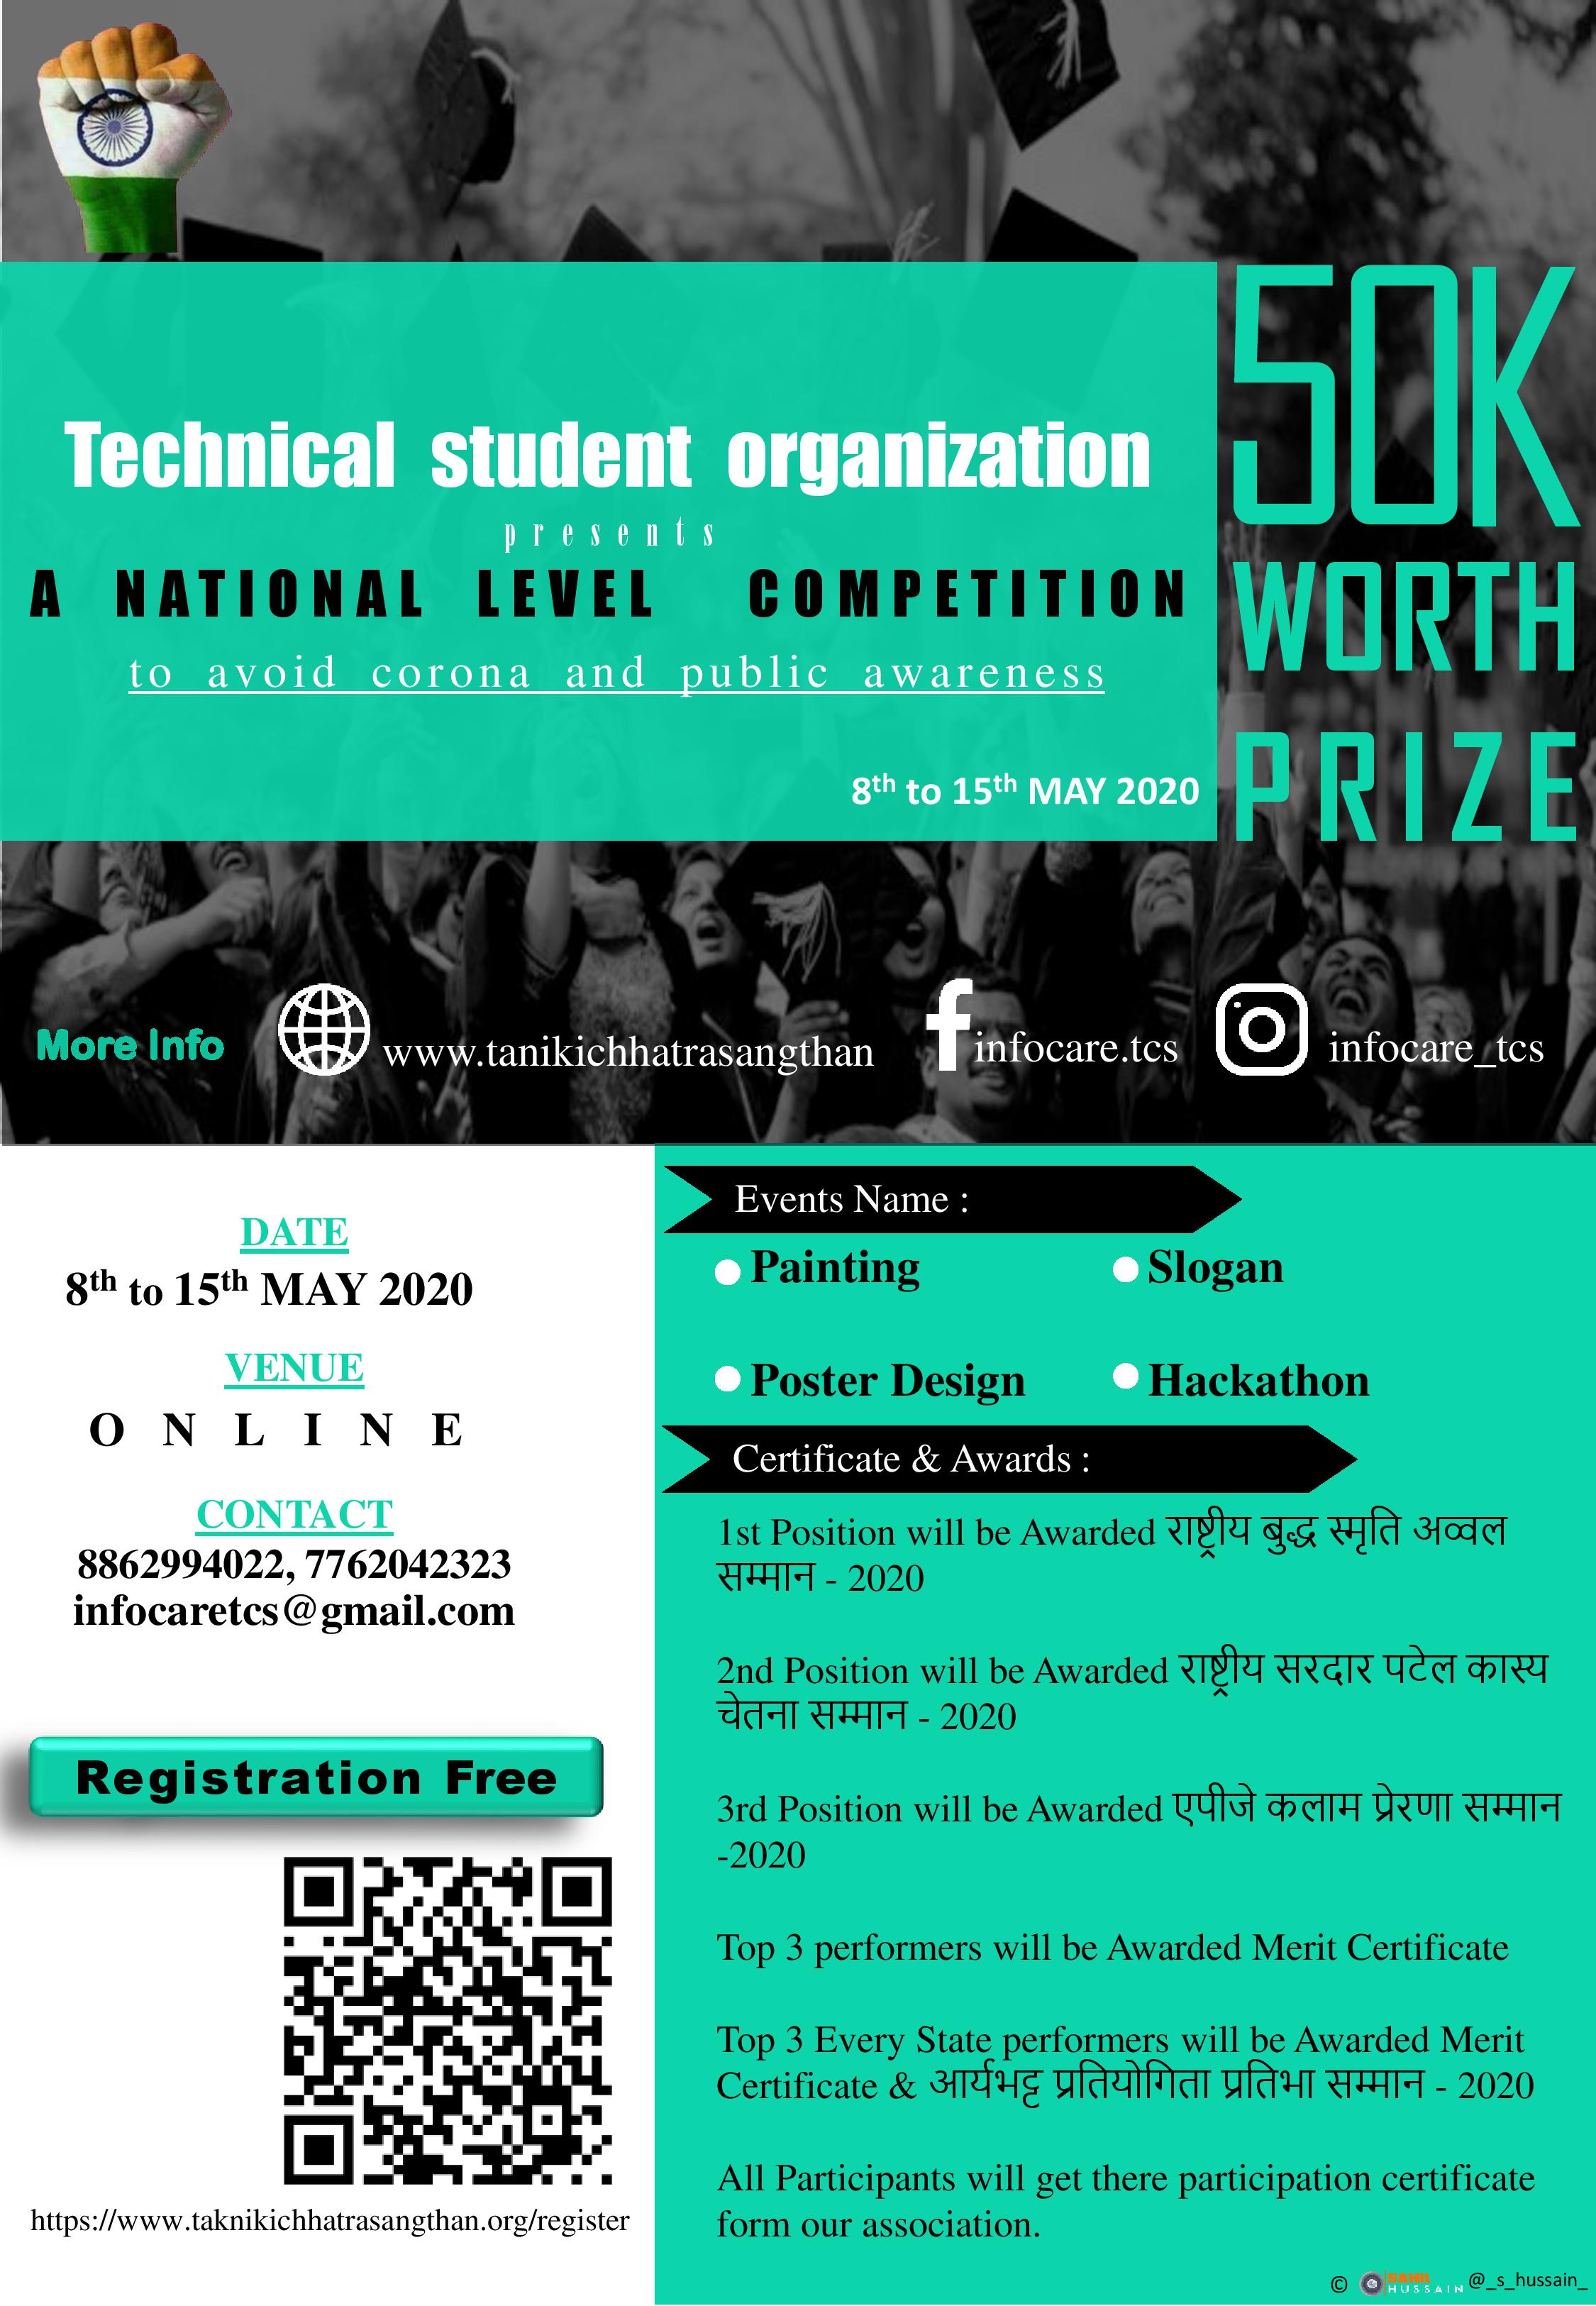 Technical student organization
presents
A NATIONAL LEVEL COMPETITION
to avoid corona and public awareness
8th to 15th MAY 2020
50K
WORTH
PRIZE
More Info
www.tanikichhatrasangthan
infocare.tcs
infocare_tcs
DATE
8th to 15th MAY 2020
VENUE
ONLINE
CONTACT
8862994022, 7762042323
infocaretcs@gmail.com
Registration Free
https://www.taknikichhatrasangthan.org/register
Events Name :
Painting
Slogan
Poster Design
Hackathon
Certificate & Awards :
1st Position will be Awarded राष्ट्रीय बुद्ध स्मृति अव्वल
सम्मान - 2020
2nd Position will be Awarded राष्ट्रीय सरदार पटेल कास्य
चेतना सम्मान - 2020
3rd Position will be Awarded एपीजे कलाम प्रेरणा सम्मान
-2020
Top 3 performers will be Awarded Merit Certificate
Top 3 Every State performers will be Awarded Merit
Certificate & आर्यभट्ट प्रतियोगिता प्रतिभा सम्मान - 2020
All Participants will get there participation certificate
form our association.
© HUSSAIN @_s_hussain_